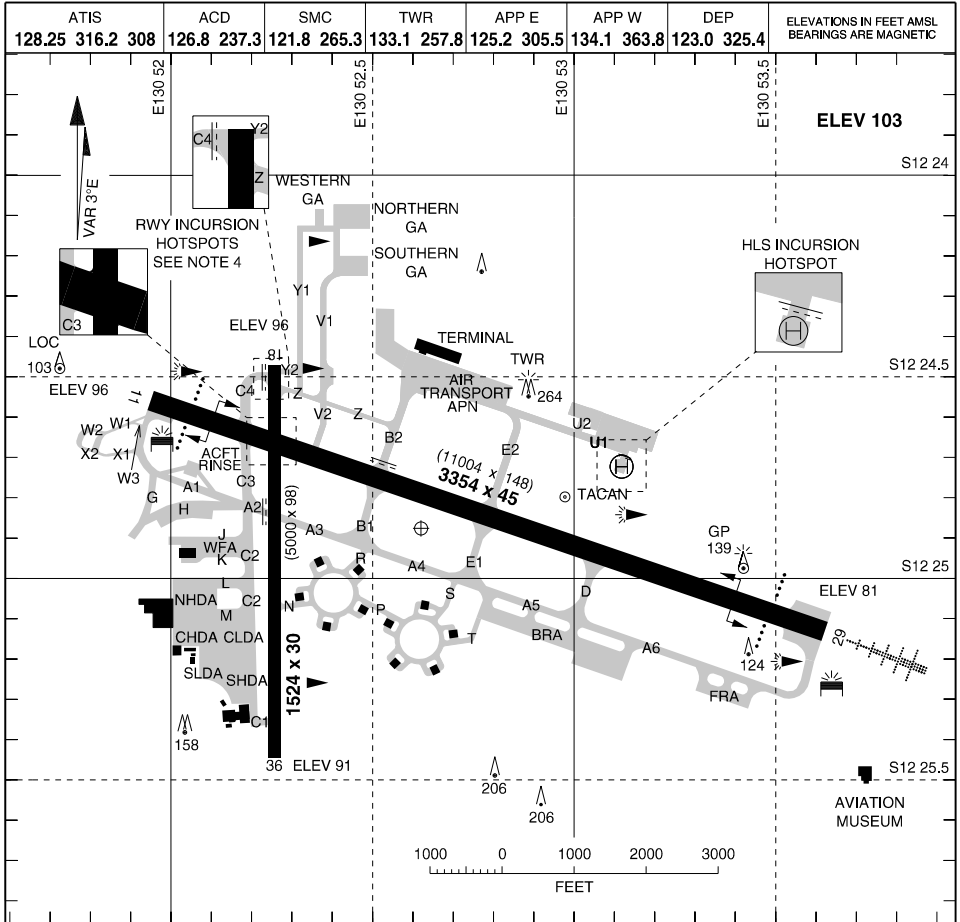 ATIS ACD SMC TWR APP E APP W DEP ELEVATIONS IN FEET AMSL
128.25 316.2 308 126.8 237.3 121.8 265.3 133.1 257.8 125.2 305.5 134.1 363.8 123.0 325.4 BEARINGS ARE MAGNETIC
E130 52
E130 52.5
E130 53
E130 53.5
ELEV 103
S12 24
VAR 3°E
C4 Y2
Z
WESTERN
GA
NORTHERN
GA
RWY INCURSION
HOTSPOTS
SEE NOTE 4
SOUTHERN
GA
HLS INCURSION
HOTSPOT
H
C3
Y1
V1
ELEV 96
LOC
103
TERMINAL
TWR
264
S12 24.5
ELEV 96
18
Y2
AIR
TRANSPORT
APN
C4
Z
11
V2
Z
U2
W1
W2
X2
X1
W3
ACFT
RINSE
B2
E2
U1
H
(11004 x 148)
3354 x 45
TACAN
C3
A1
G
H
A2
(5000 x 98)
A3
B1
GP
139
J
WFA
K
C2
R
A4
E1
S12 25
ELEV 81
L
NHDA
C2
M
N
P
S
D
A5
CHDA
CLDA
T
BRA
A6
29
124
SLDA
SHDA
1524 x 30
FRA
C1
158
36
ELEV 91
S12 25.5
206
206
AVIATION
MUSEUM
1000 0 1000 2000 3000
FEET